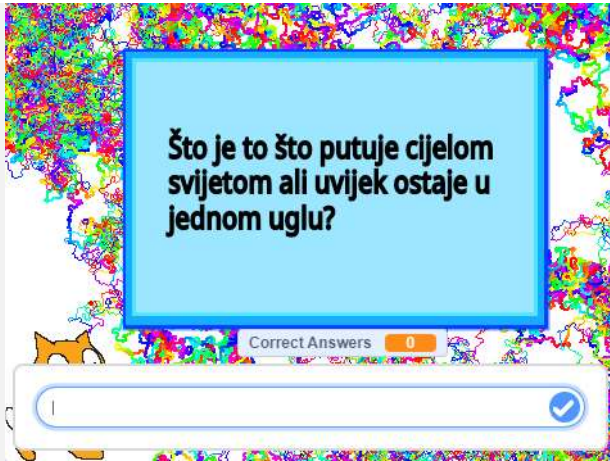 Što je to što putuje cijelom
svijetom ali uvijek ostaje u
jednom uglu?
Correct Answers 0